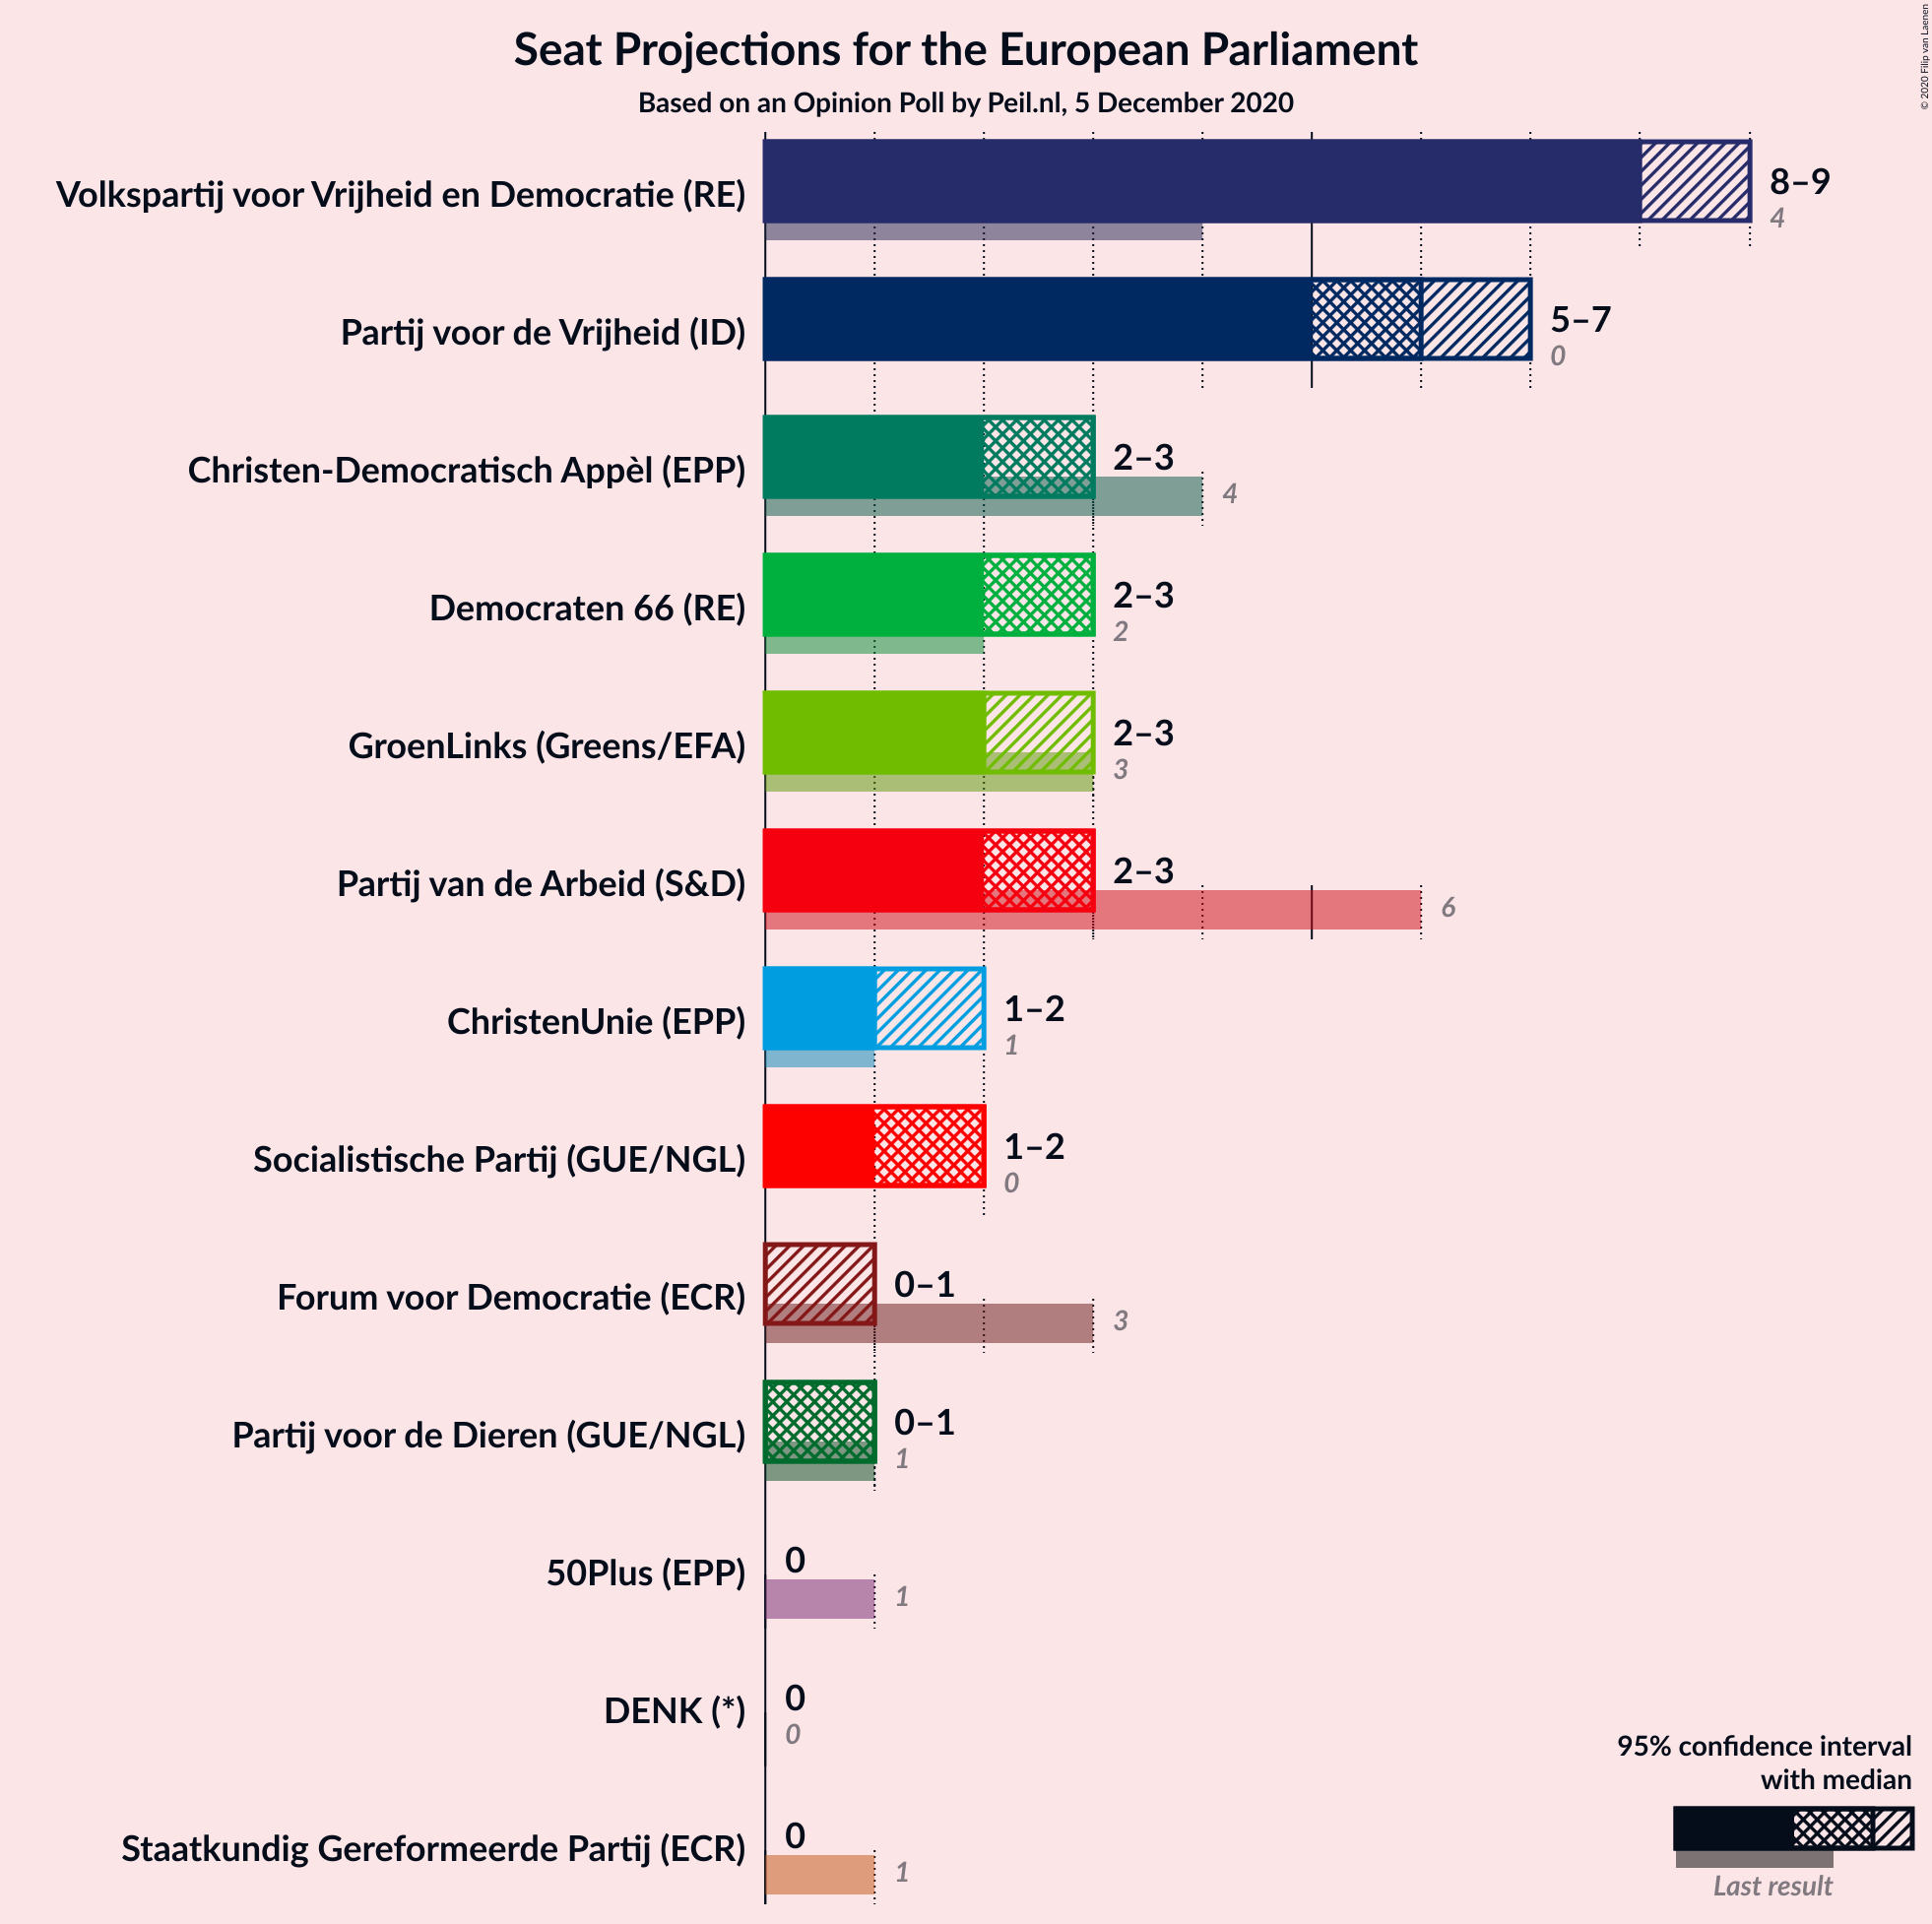 Seat Projections for the European Parliament
Based on an Opinion Poll by Peil.nl, 5 December 2020
© 2020 Filip van Laenen
Volkspartij voor Vrijheid en Democratie (RE)
8–9
4
Partij voor de Vrijheid (ID)
5–7
0
Christen-Democratisch Appèl (EPP)
2–3
4
Democraten 66 (RE)
2–3
2
GroenLinks (Greens/EFA)
2–3
3
Partij van de Arbeid (S&D)
2–3
6
ChristenUnie (EPP)
1–2
1
Socialistische Partij (GUE/NGL)
1–2
0
Forum voor Democratie (ECR)
0–1
3
Partij voor de Dieren (GUE/NGL)
0–1
1
50Plus (EPP)
0
1
DENK (*)
0
0
Staatkundig Gereformeerde Partij (ECR)
0
1
95% confidence interval
with median
Last result